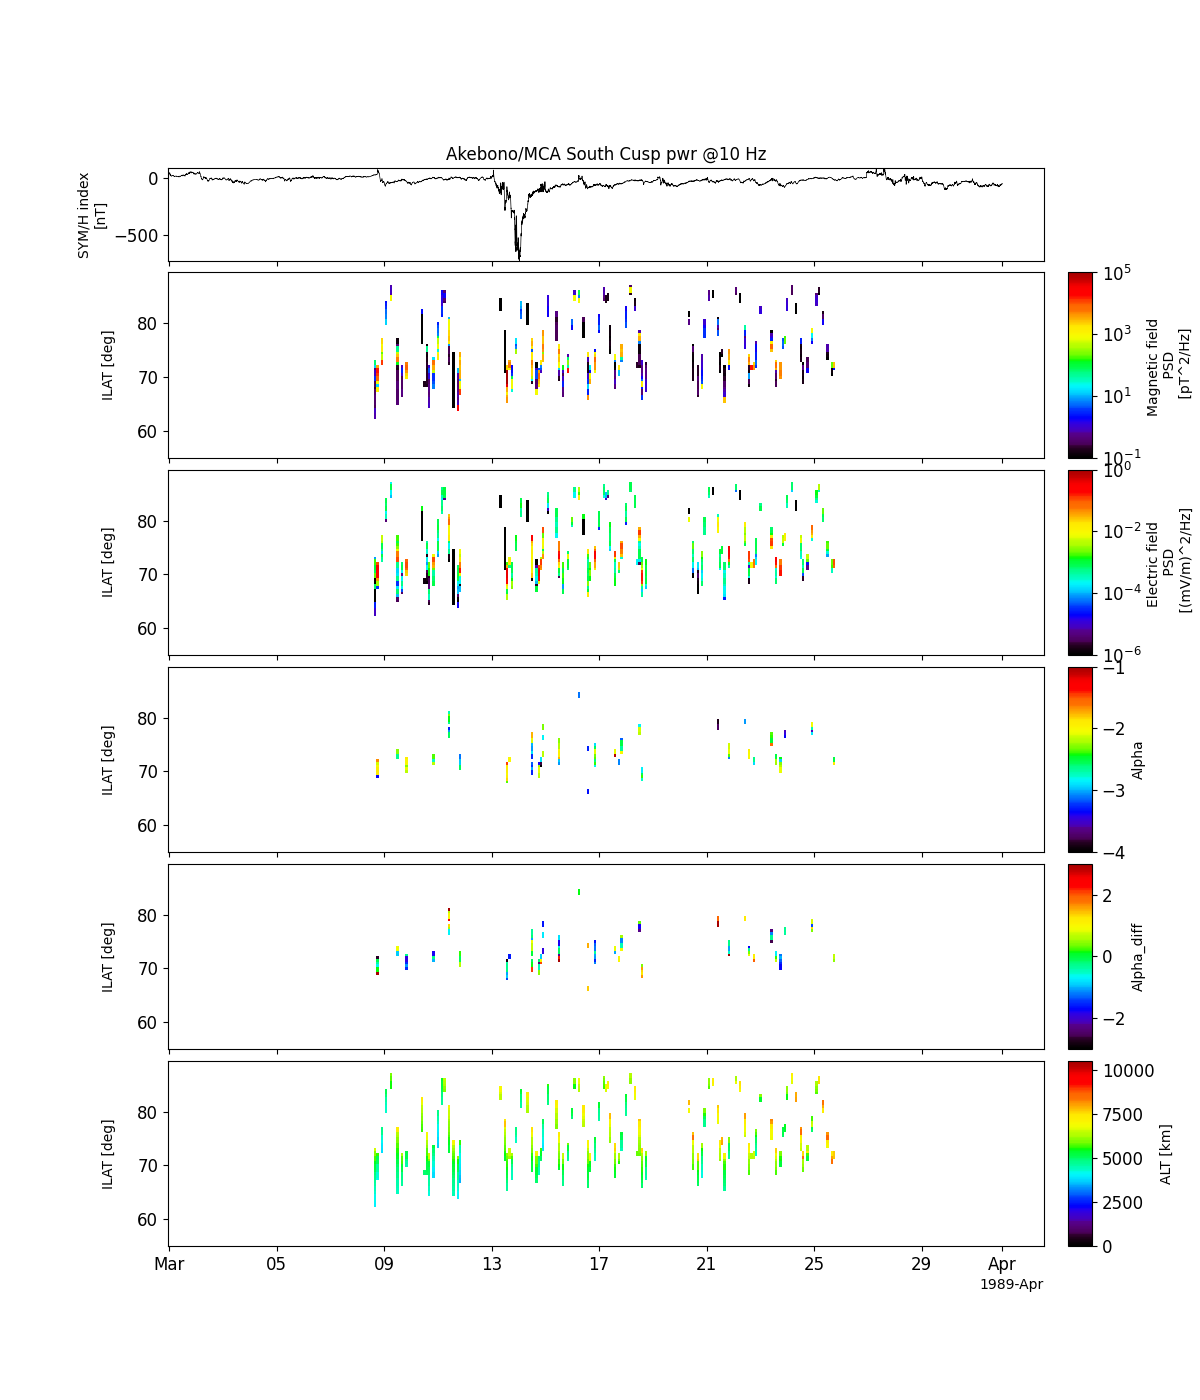 Akebono/MCA South Cusp pwr @10 Hz
SYM/H index
[nT]
0
−500
ILAT [deg]
80
70
60
10^5
10^3
10^1
10^−1
Magnetic field
PSD
[pT^2/Hz]
ILAT [deg]
80
70
60
10^0
10^−2
10^−4
10^−6
Electric field
PSD
[(mV/m)^2/Hz]
ILAT [deg]
80
70
60
−1
−2
−3
−4
Alpha
ILAT [deg]
80
70
60
2
0
−2
Alpha_diff
ILAT [deg]
80
70
60
10000
7500
5000
2500
0
ALT [km]
Mar 05 09 13 17 21 25 29 Apr
1989-Apr